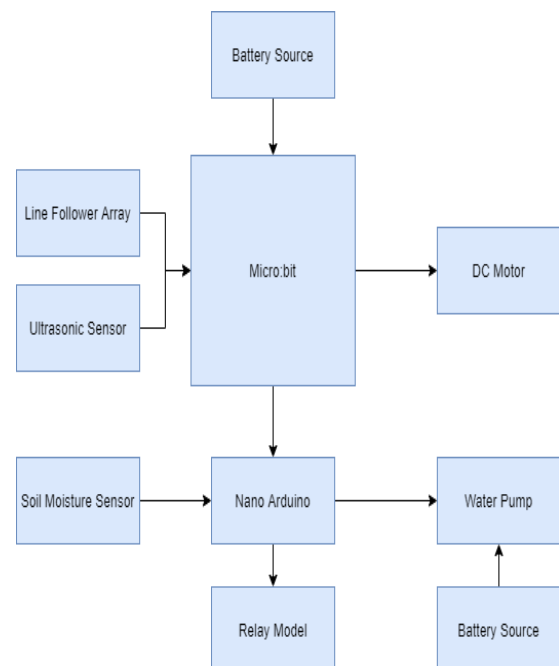 Battery Source
Line Follower Array
Micro:bit
DC Motor
Ultrasonic Sensor
Soil Moisture Sensor
Nano Arduino
Water Pump
Relay Model
Battery Source